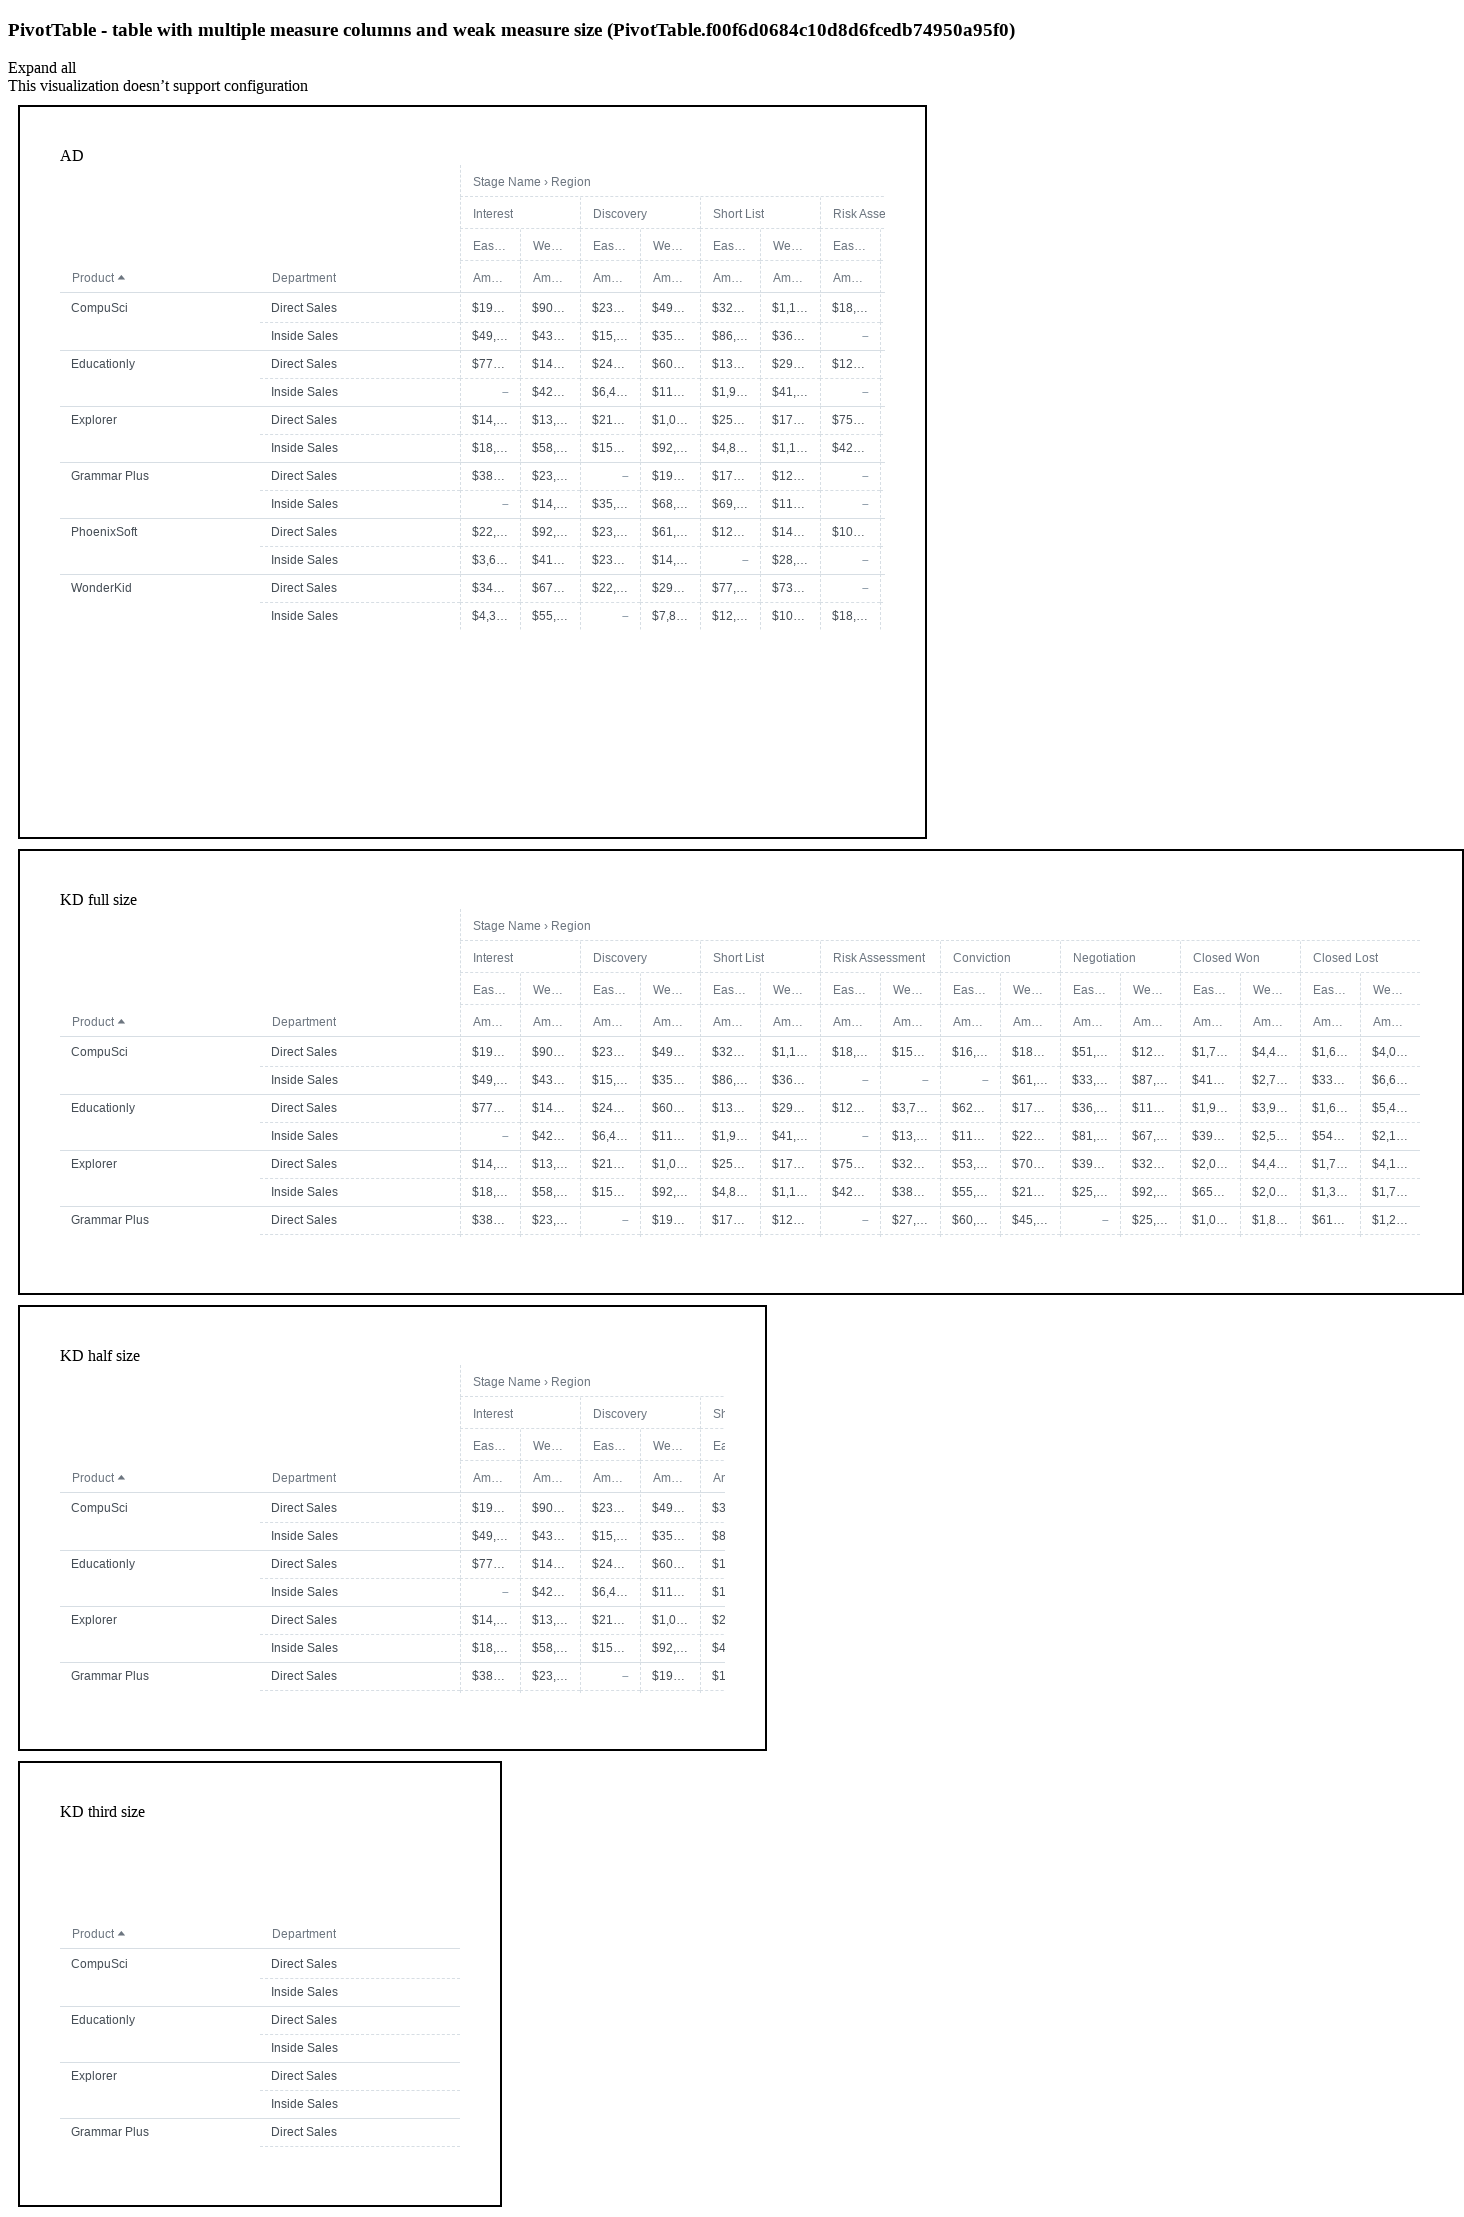 PivotTable - table with multiple measure columns and weak measure size (PivotTable.f00f6d0684c10d8d6fcedb74950a95f0)
Expand all
This visualization doesn’t support configuration
AD
Stage Name › Region
Interest Discovery Short List Risk Asse
Eas… We… Eas… We… Eas… We… Eas…
Product Department Am… Am… Am… Am… Am… Am… Am…
CompuSci Direct Sales $19… $90… $23… $49… $32… $1,1… $18,…
Inside Sales $49,… $43… $15,… $35… $86,… $36… –
Educationly Direct Sales $77… $14… $24… $60… $13… $29… $12…
Inside Sales – $42… $6,4… $11… $1,9… $41,… –
Explorer Direct Sales $14,… $13,… $21… $1,0… $25… $17… $75…
Inside Sales $18,… $58,… $15… $92,… $4,8… $1,1… $42…
Grammar Plus Direct Sales $38… $23,… – $19… $17… $12… –
Inside Sales – $14,… $35,… $68,… $69,… $11… –
PhoenixSoft Direct Sales $22,… $92,… $23,… $61,… $12… $14… $10…
Inside Sales $3,6… $41… $23… $14,… – $28,… –
WonderKid Direct Sales $34… $67… $22,… $29… $77,… $73… –
Inside Sales $4,3… $55,… – $7,8… $12,… $10… $18,…
KD full size
Stage Name › Region
Interest Discovery Short List Risk Assessment Conviction Negotiation Closed Won Closed Lost
Eas… We… Eas… We… Eas… We… Eas… We… Eas… We… Eas… We… Eas… We… Eas… We…
Product Department Am… Am… Am… Am… Am… Am… Am… Am… Am… Am… Am… Am… Am… Am… Am… Am…
CompuSci Direct Sales $19… $90… $23… $49… $32… $1,1… $18,… $15… $16,… $18… $51,… $12… $1,7… $4,4… $1,6… $4,0…
Inside Sales $49,… $43… $15,… $35… $86,… $36… – – – $61,… $33,… $87,… $41… $2,7… $33… $6,6…
Educationly Direct Sales $77… $14… $24… $60… $13… $29… $12… $3,7… $62… $17… $36,… $11… $1,9… $3,9… $1,6… $5,4…
Inside Sales – $42… $6,4… $11… $1,9… $41,… – $13,… $11… $22… $81,… $67,… $39… $2,5… $54… $2,1…
Explorer Direct Sales $14,… $13,… $21… $1,0… $25… $17… $75… $32… $53,… $70… $39… $32… $2,0… $4,4… $1,7… $4,1…
Inside Sales $18,… $58,… $15… $92,… $4,8… $1,1… $42… $38… $55,… $21… $25,… $92,… $65… $2,0… $1,3… $1,7…
Grammar Plus Direct Sales $38… $23,… – $19… $17… $12… – $27,… $60,… $45,… – $25,… $1,0… $1,8… $61… $1,2…
KD half size
Stage Name › Region
Interest Discovery Sh
Eas… We… Eas… We… Ea
Product Department Am… Am… Am… Am… Ar
CompuSci Direct Sales $19… $90… $23… $49… $3
Inside Sales $49,… $43… $15,… $35… $8
Educationly Direct Sales $77… $14… $24… $60… $1
Inside Sales – $42… $6,4… $11… $1
Explorer Direct Sales $14,… $13,… $21… $1,0… $2
Inside Sales $18,… $58,… $15… $92,… $4
Grammar Plus Direct Sales $38… $23,… – $19… $1
KD third size
Product Department
CompuSci Direct Sales
Inside Sales
Educationly Direct Sales
Inside Sales
Explorer Direct Sales
Inside Sales
Grammar Plus Direct Sales